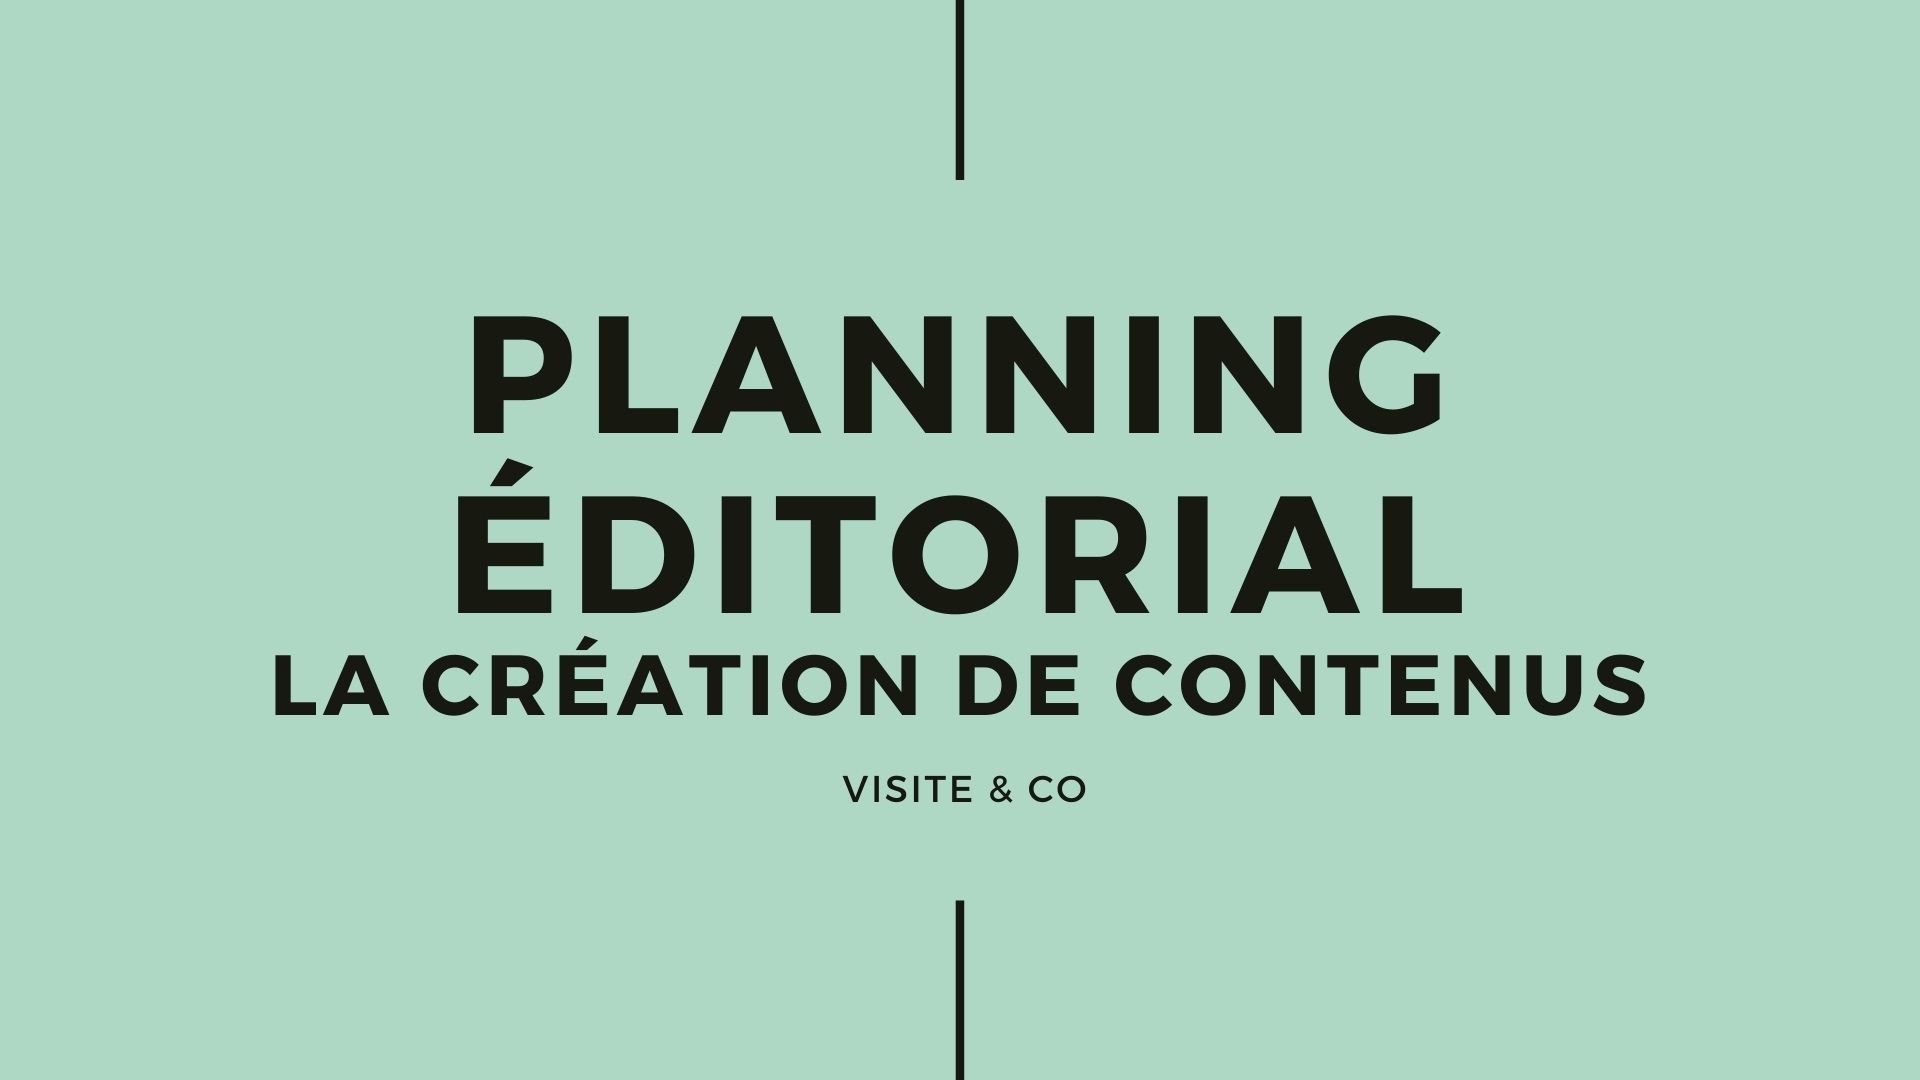 PLANNING
ÉDITORIAL
LA CRÉATION DE CONTENUS
VISITE & CO